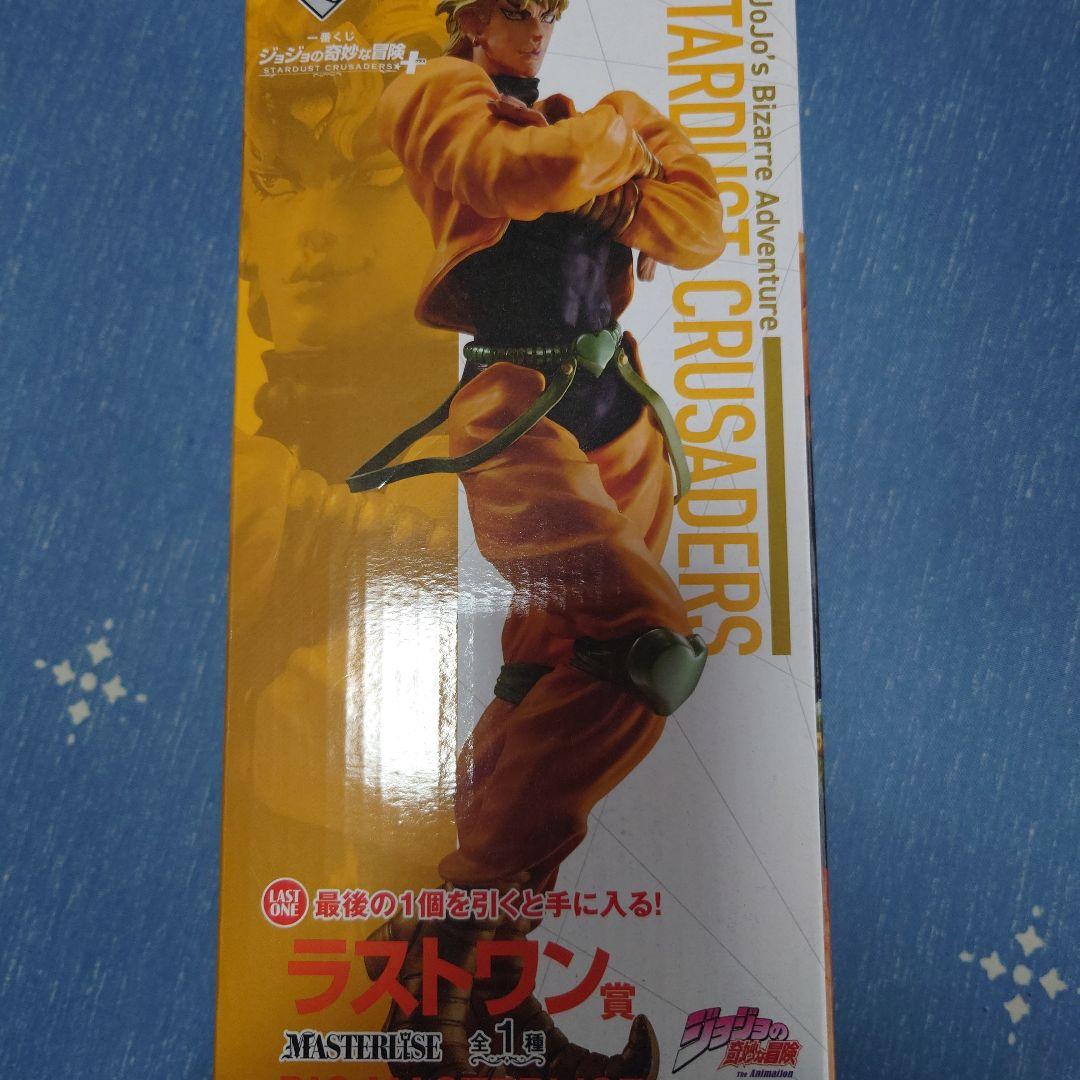 一番くじ
ジョジョの奇妙な冒険
STARDUST CRUSADERS
JoJo's Bizarre Adventure
TARDUST CRUSADERS
LAST ONE
最後の1個を引くと手に入る!
ラストワン賞
MASTERLISE
全1種
ジョジョの
奇妙な冒険
The Animation